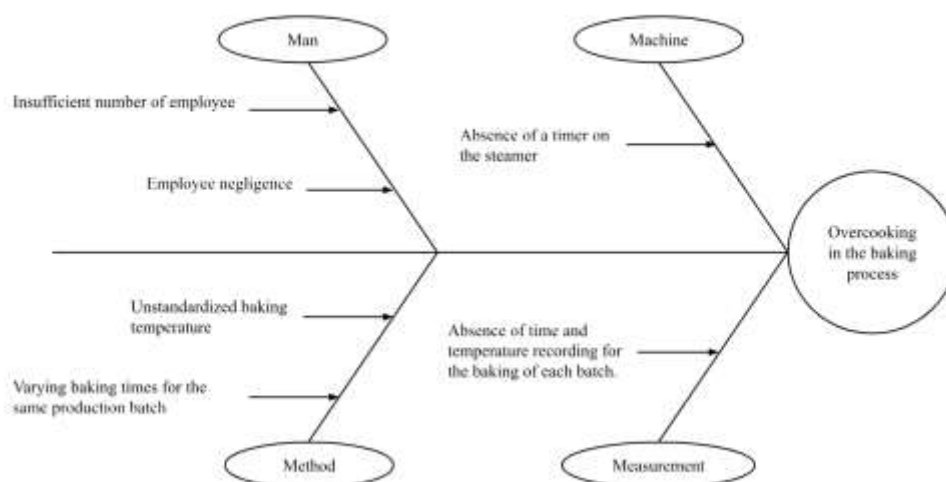 Man
Machine
Insufficient number of employee
Absence of a timer on
the steamer
Employee negligence
Overcooking
in the baking
process
Unstandardized baking
temperature
Absence of time and
temperature recording for
the baking of each batch.
Varying baking times for the
same production batch
Method
Measurement